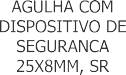 AGULHA COM
DISPOSITIVO DE
SEGURANCA
25X8MM, SR